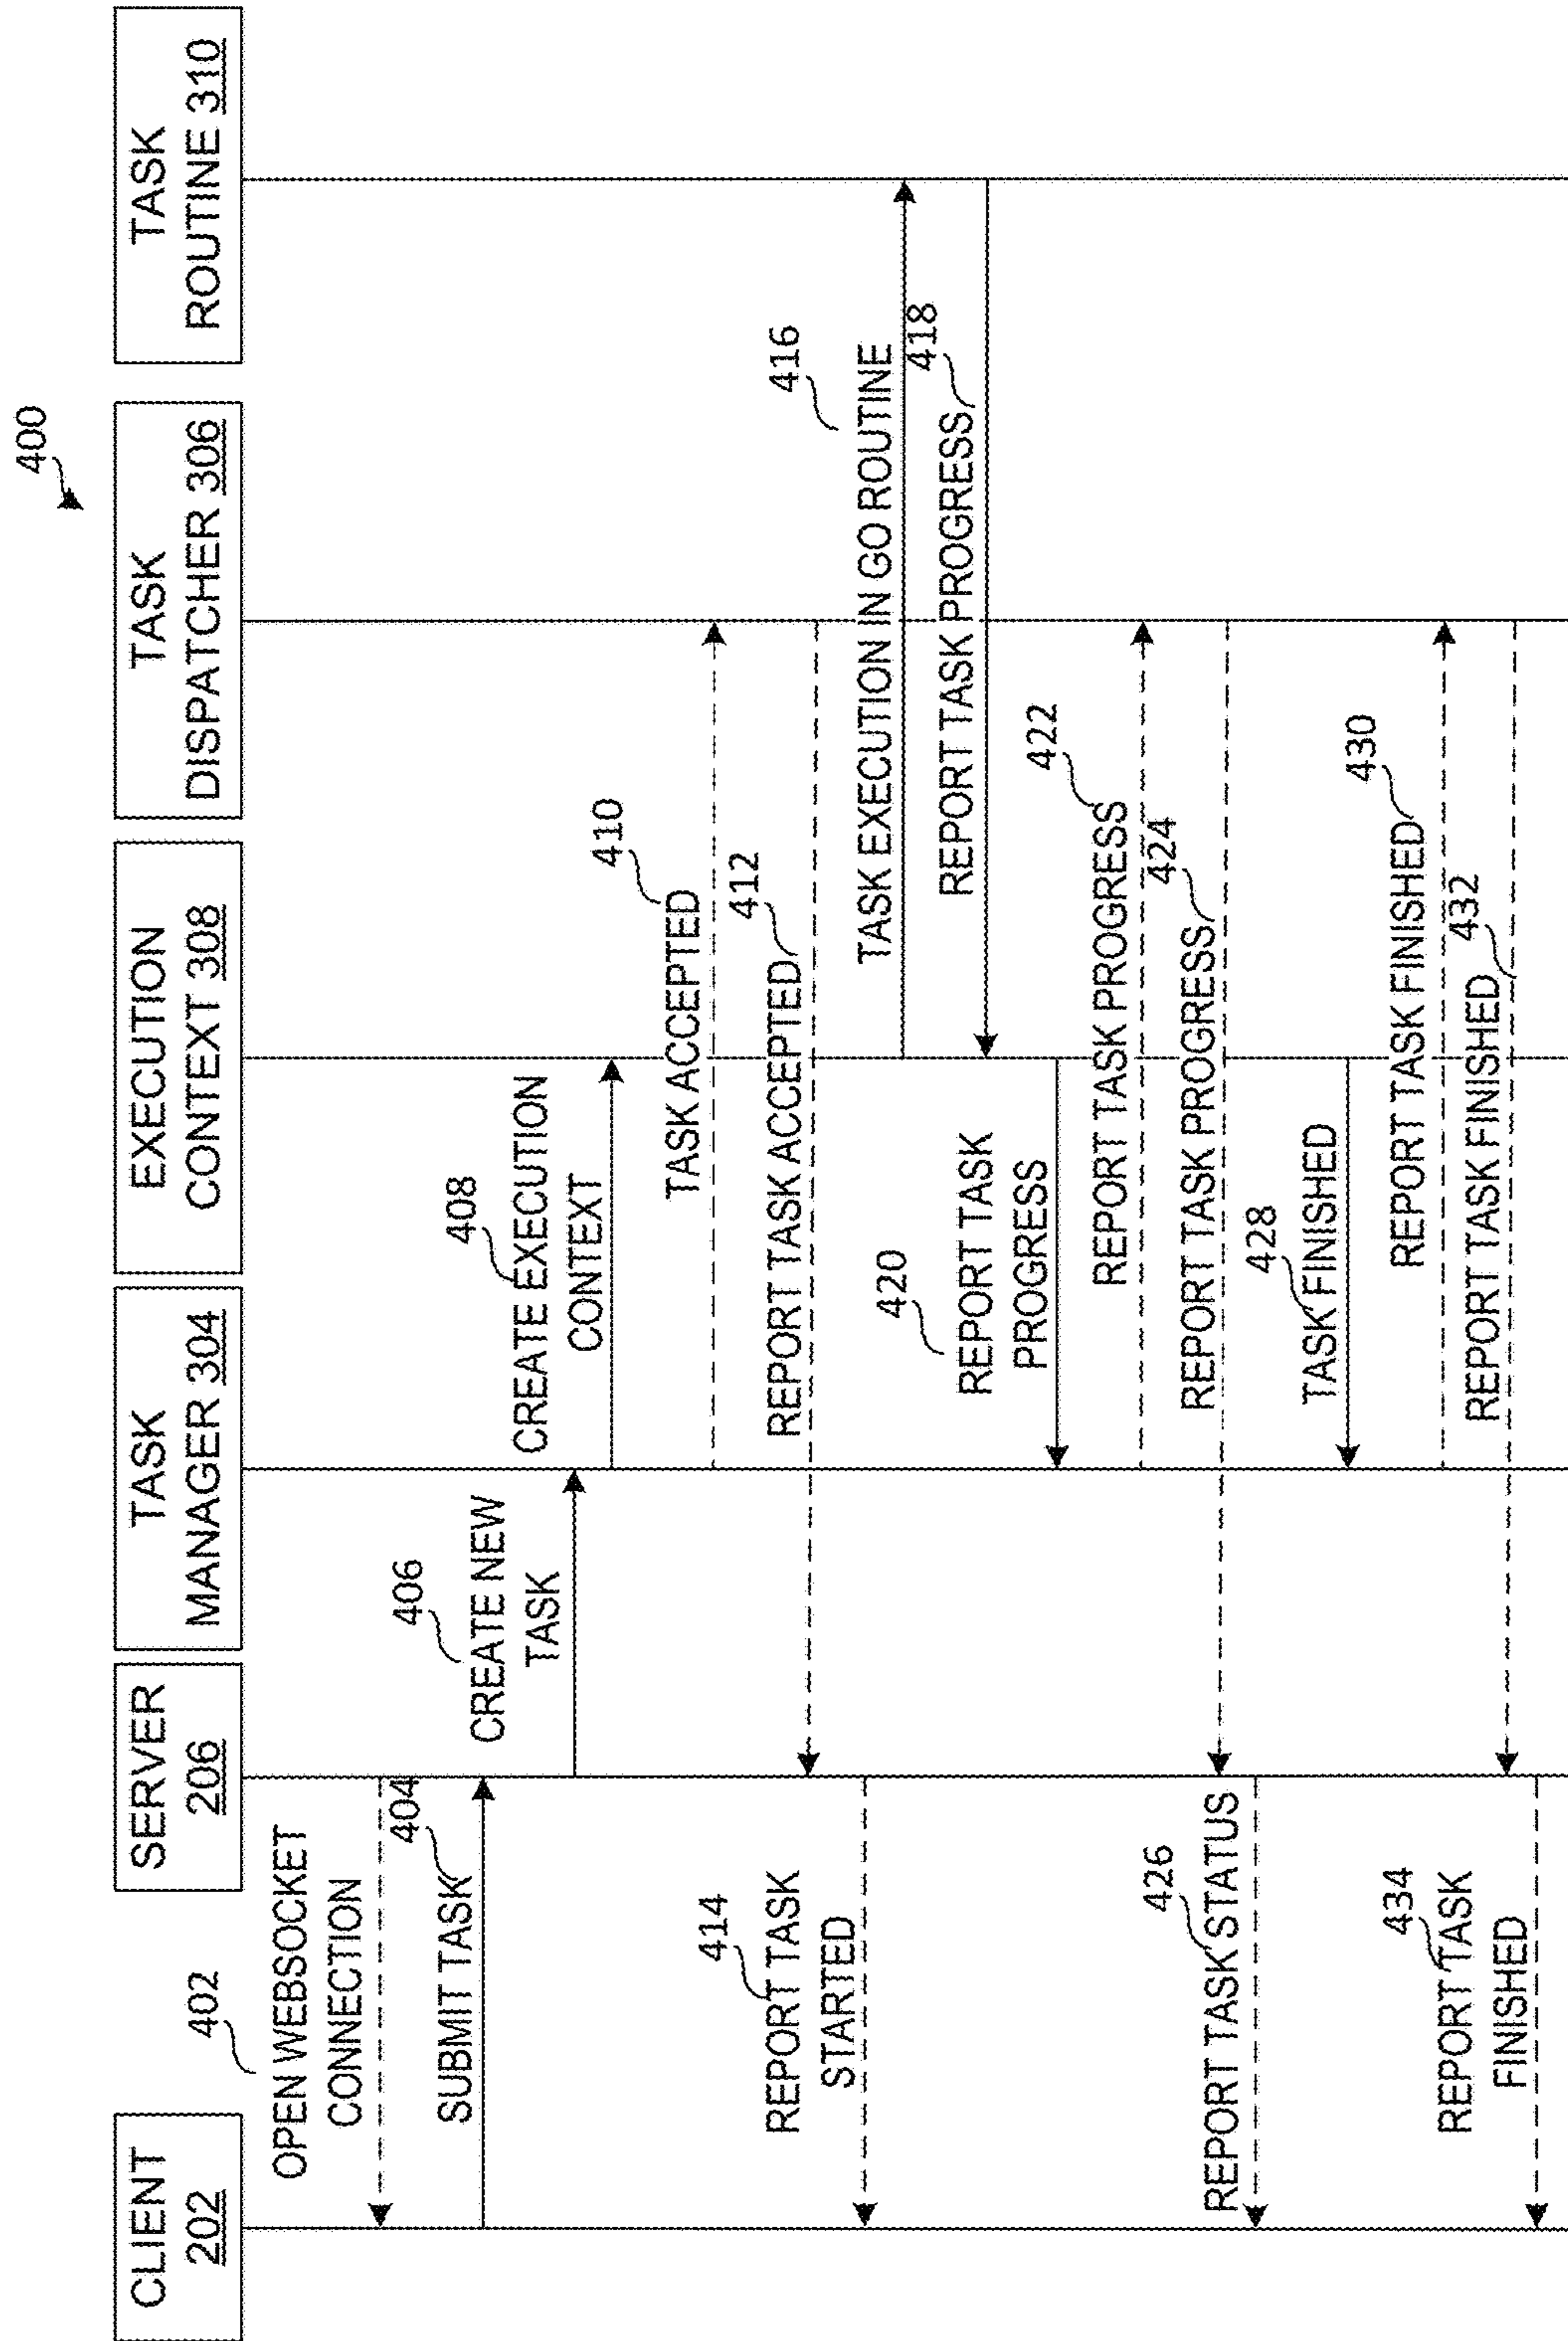 400
CLIENT
202
SERVER
206
TASK
MANAGER 304
EXECUTION
CONTEXT 308
TASK
DISPATCHER 306
TASK
ROUTINE 310
402
OPEN WEBSOCKET
CONNECTION
404
SUBMIT TASK
406
CREATE NEW
TASK
408
CREATE EXECUTION
CONTEXT
410
TASK ACCEPTED
412
REPORT TASK ACCEPTED
414
REPORT TASK
STARTED
416
TASK EXECUTION IN GO ROUTINE
418
REPORT TASK PROGRESS
420
REPORT TASK
PROGRESS
422
REPORT TASK PROGRESS
424
REPORT TASK PROGRESS
426
REPORT TASK STATUS
428
TASK FINISHED
430
REPORT TASK FINISHED
432
REPORT TASK FINISHED
434
REPORT TASK
FINISHED